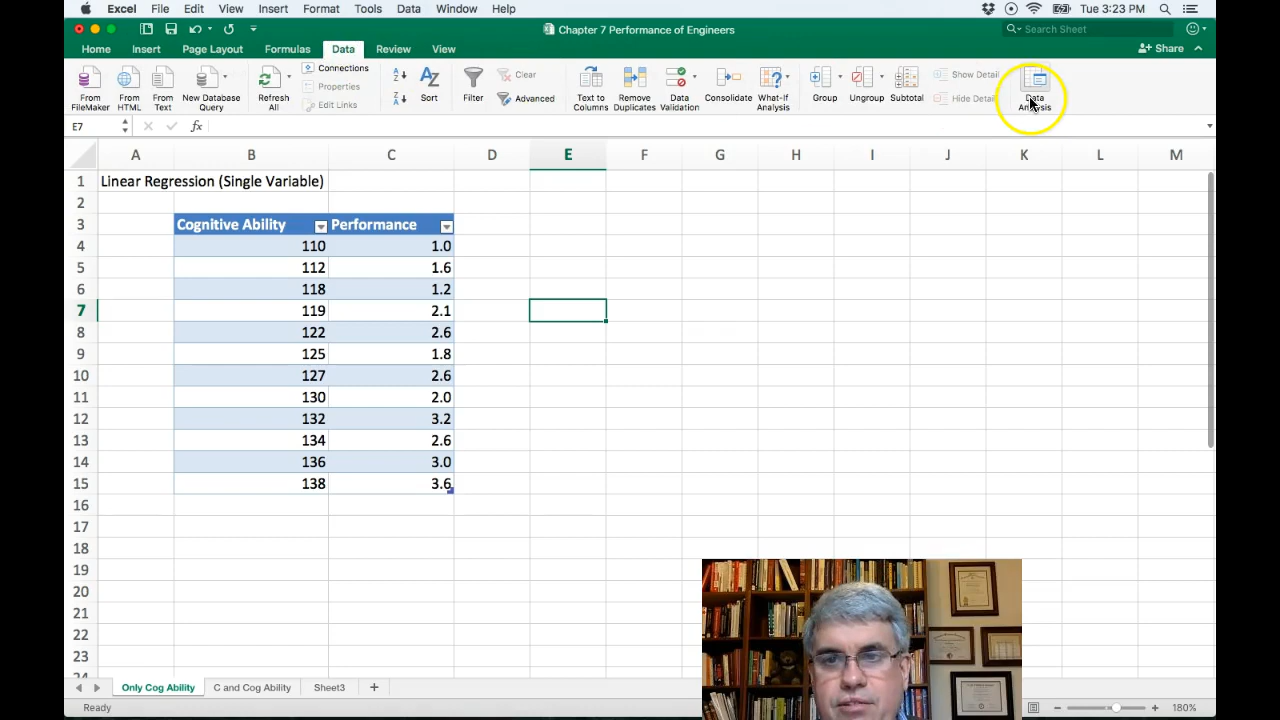 Excel File Edit View Insert Format Tools Data Window Help Tue 3:23 PM
Chapter 7 Performance of Engineers
Search Sheet
Home Insert Page Layout Formulas Data Review View Share
From FileMaker
From HTML
From Text
New Database Query
Refresh All
Connections
Properties
Edit Links
Sort
Filter
Clear
Advanced
Text to Columns
Remove Duplicates
Data Validation
Consolidate
What-If Analysis
Group
Ungroup
Subtotal
Show Detail
Hide Detail
Data Analysis
E7 fx
A B C D E F G H I J K L M
1 Linear Regression (Single Variable)
2
3 Cognitive Ability Performance
4 110 1.0
5 112 1.6
6 118 1.2
7 119 2.1
8 122 2.6
9 125 1.8
10 127 2.6
11 130 2.0
12 132 3.2
13 134 2.6
14 136 3.0
15 138 3.6
16
17
18
19
20
21
22
23
Only Cog Ability C and Cog Ability Sheet3
Ready 180%